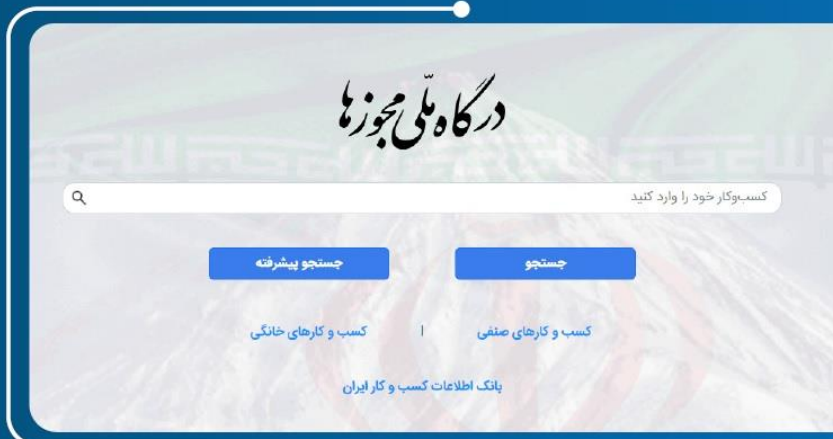 درگاه ملّی مجوزها
کسب‌وکار خود را وارد کنید
جستجو
جستجو پیشرفته
کسب و کارهای صنفی | کسب و کارهای خانگی
بانک اطلاعات کسب و کار ایران